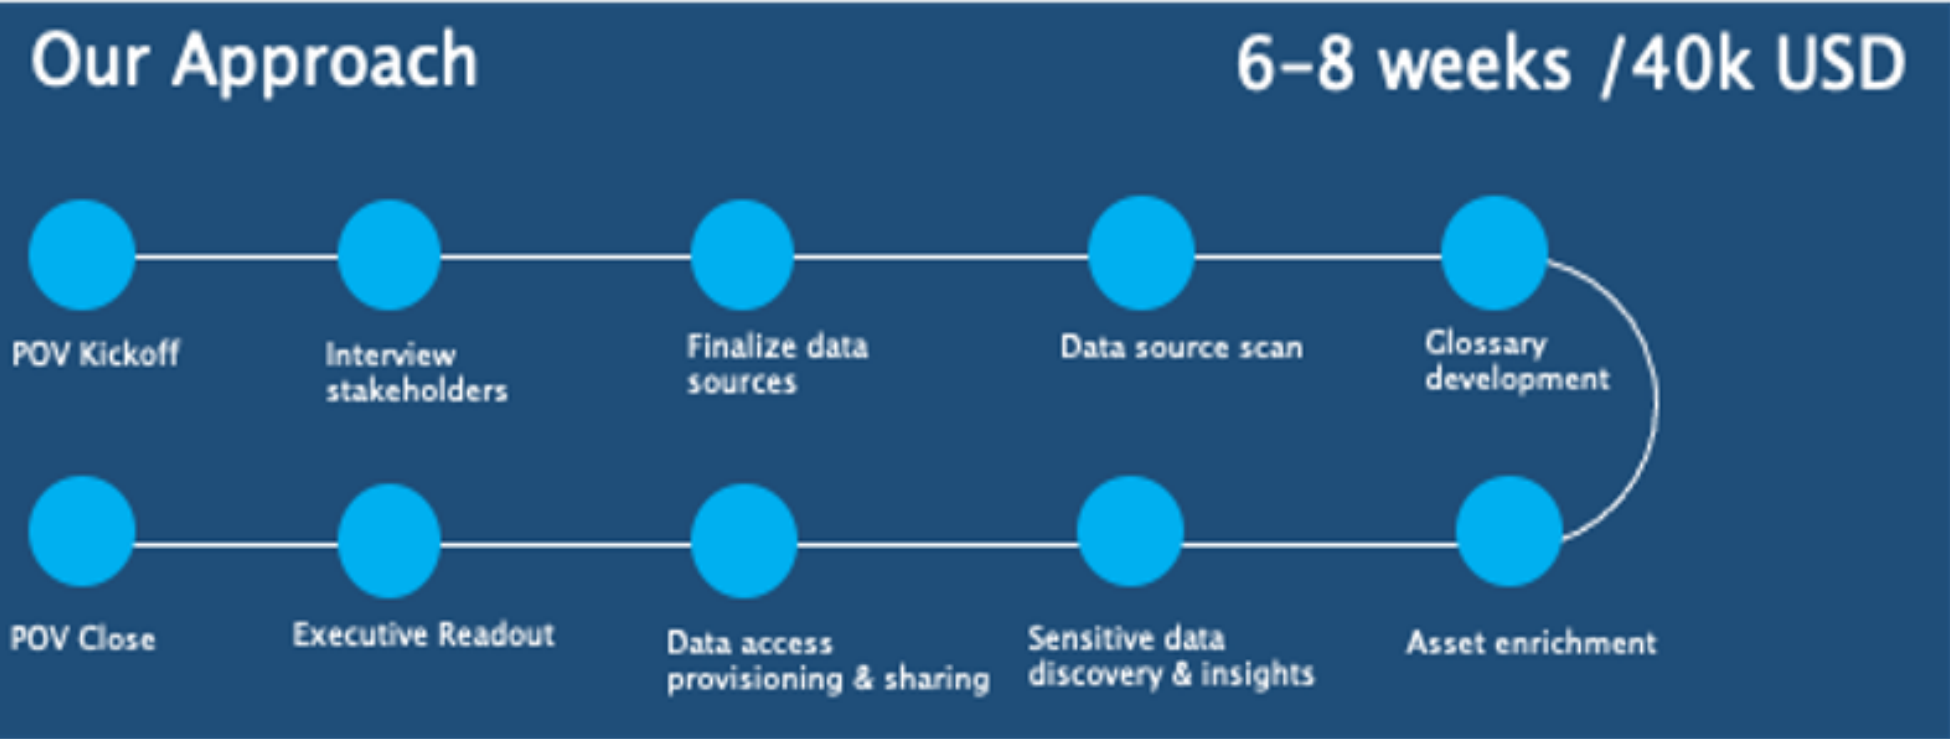 Our Approach
6-8 weeks /40k USD
POV Kickoff
Interview
stakeholders
Finalize data
sources
Data source scan
Glossary
development
POV Close
Executive Readout
Data access
provisioning & sharing
Sensitive data
discovery & insights
Asset enrichment